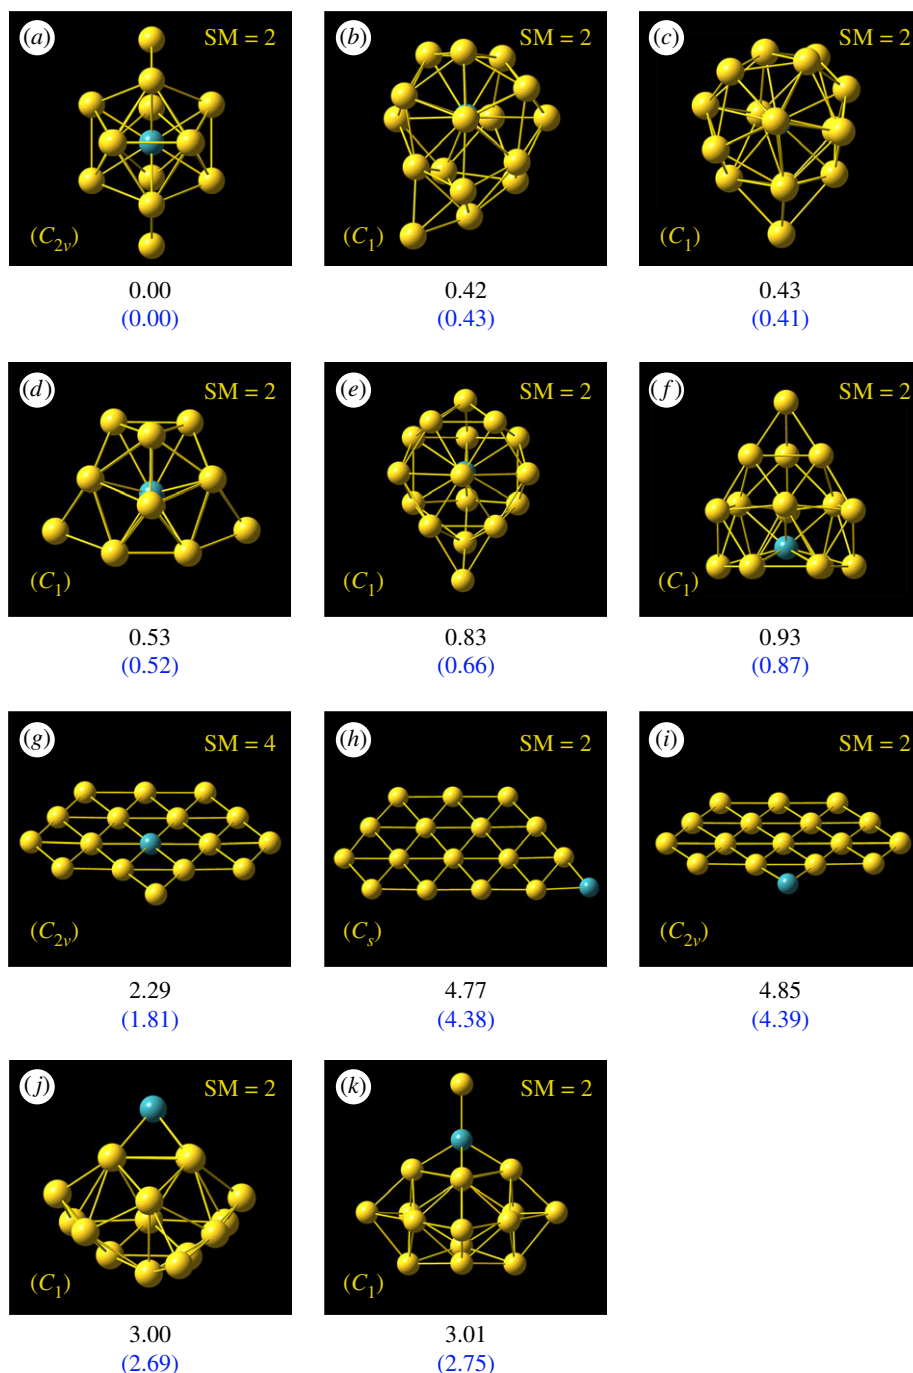 (a) SM = 2 (b) SM = 2 (c) SM = 2
(C2v) (C1) (C1)
0.00 0.42 0.43
(0.00) (0.43) (0.41)
(d) SM = 2 (e) SM = 2 (f) SM = 2
(C1) (C1) (C1)
0.53 0.83 0.93
(0.52) (0.66) (0.87)
(g) SM = 4 (h) SM = 2 (i) SM = 2
(C2v) (Cs) (C2v)
2.29 4.77 4.85
(1.81) (4.38) (4.39)
(j) SM = 2 (k) SM = 2
(C1) (C1)
3.00 3.01
(2.69) (2.75)